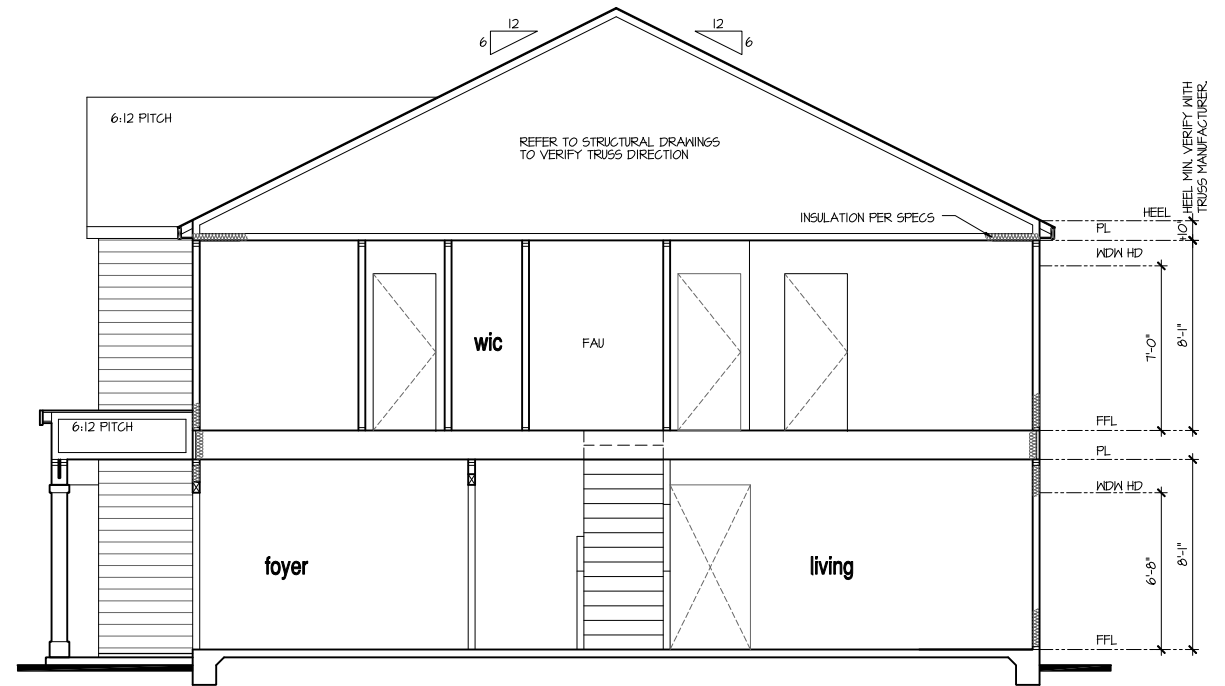 12
12
6
6
6:12 PITCH
REFER TO STRUCTURAL DRAWINGS
TO VERIFY TRUSS DIRECTION
HEEL MIN. VERIFY WITH
TRUSS MANUFACTURER.
INSULATION PER SPECS
HEEL
PL
10"
WDW HD
wic
FAU
7'-0"
8'-1"
FFL
6:12 PITCH
PL
WDW HD
foyer
living
6'-8"
8'-1"
FFL